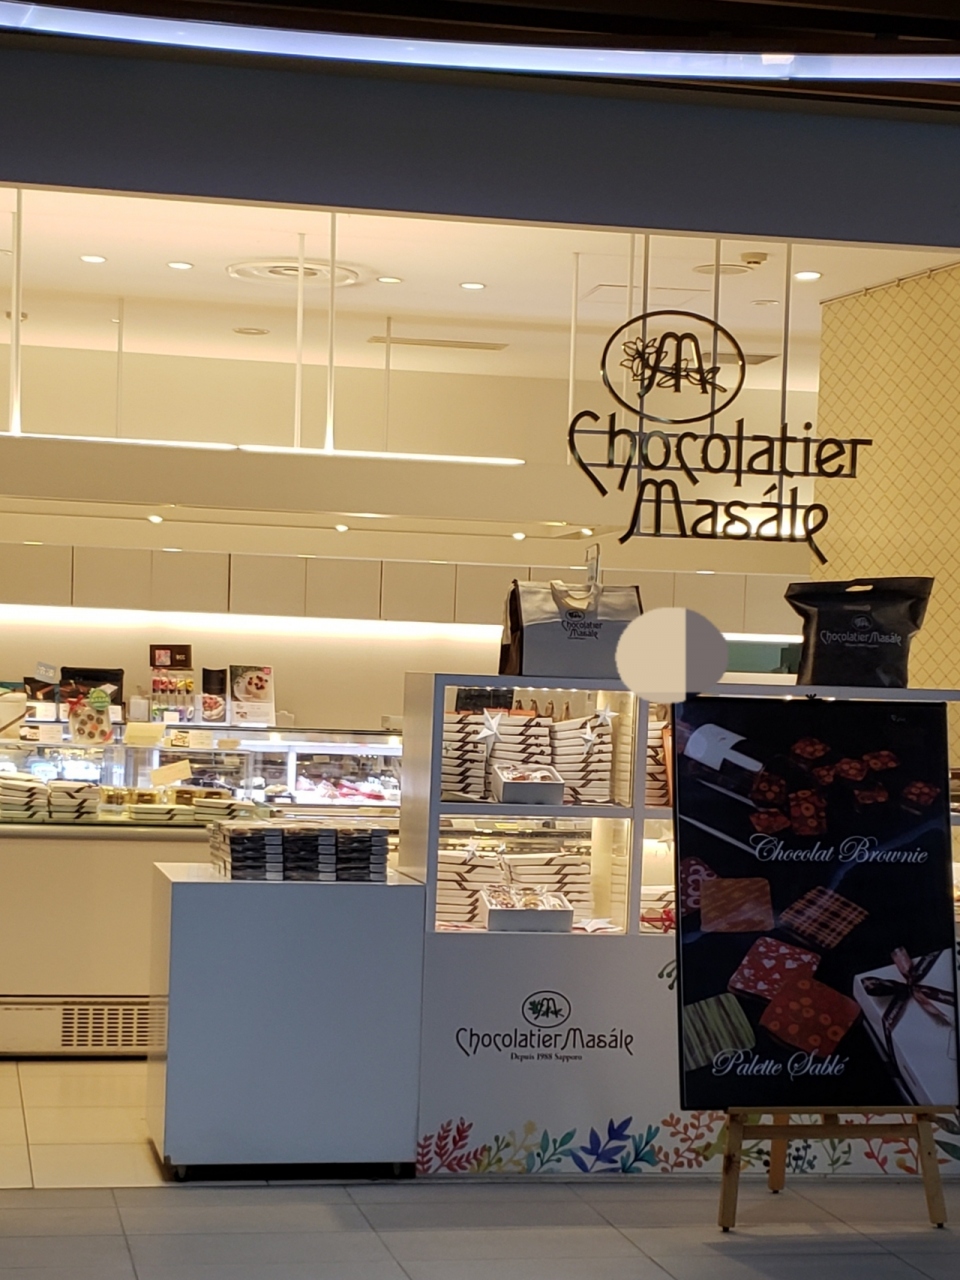 Chocolatier
Masále
Chocolatier
Masále
Chocolatier Masále
Chocolat Brownie
Chocolatier Masále
Depuis 1988 Sapporo
Palette Sablé